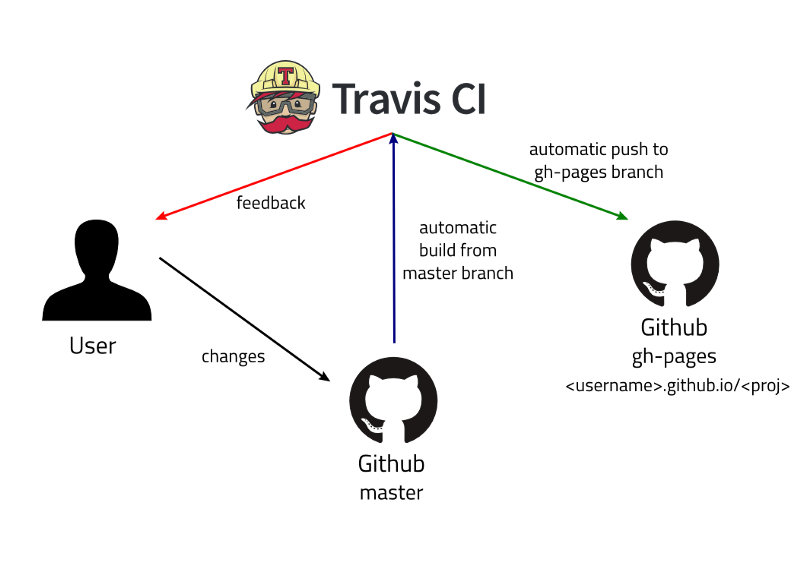 T
Travis CI
automatic push to
gh-pages branch
feedback
automatic
build from
master branch
User
changes
Github
gh-pages
<username>.github.io/<proj>
Github
master